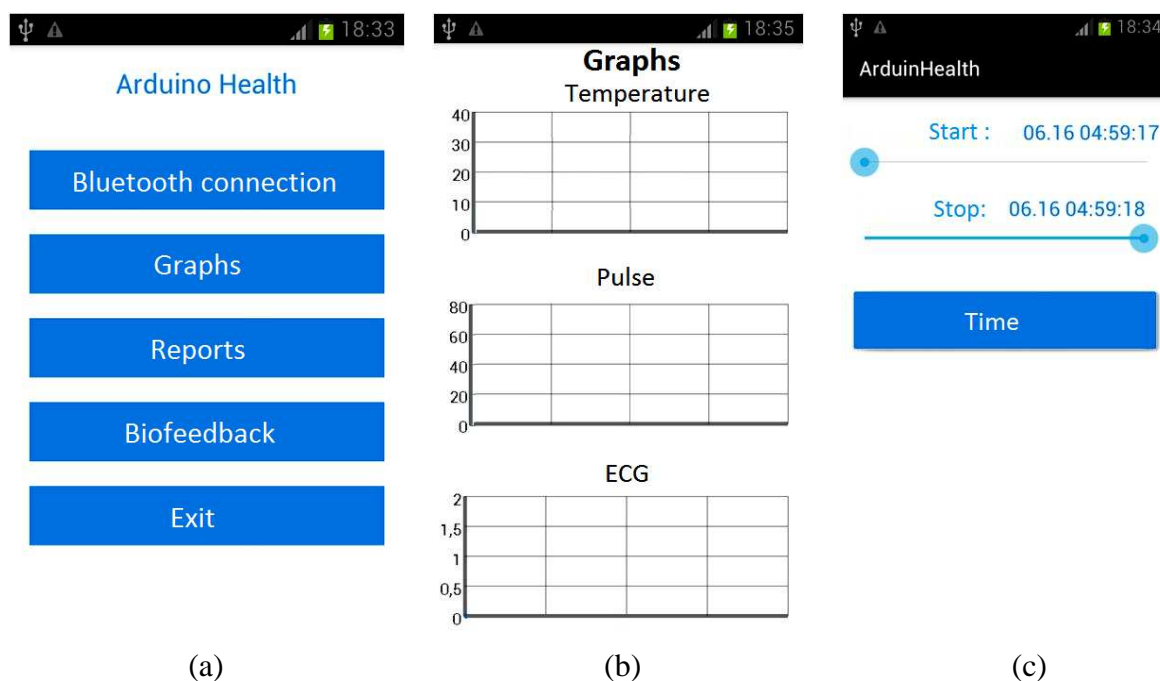 18:33
Arduino Health
Bluetooth connection
Graphs
Reports
Biofeedback
Exit
(a)
18:35
Graphs
Temperature
40
30
20
10
0
Pulse
80
60
40
20
0
ECG
2
1,5
1
0,5
0
(b)
18:34
ArduinHealth
Start : 06.16 04:59:17
Stop: 06.16 04:59:18
Time
(c)